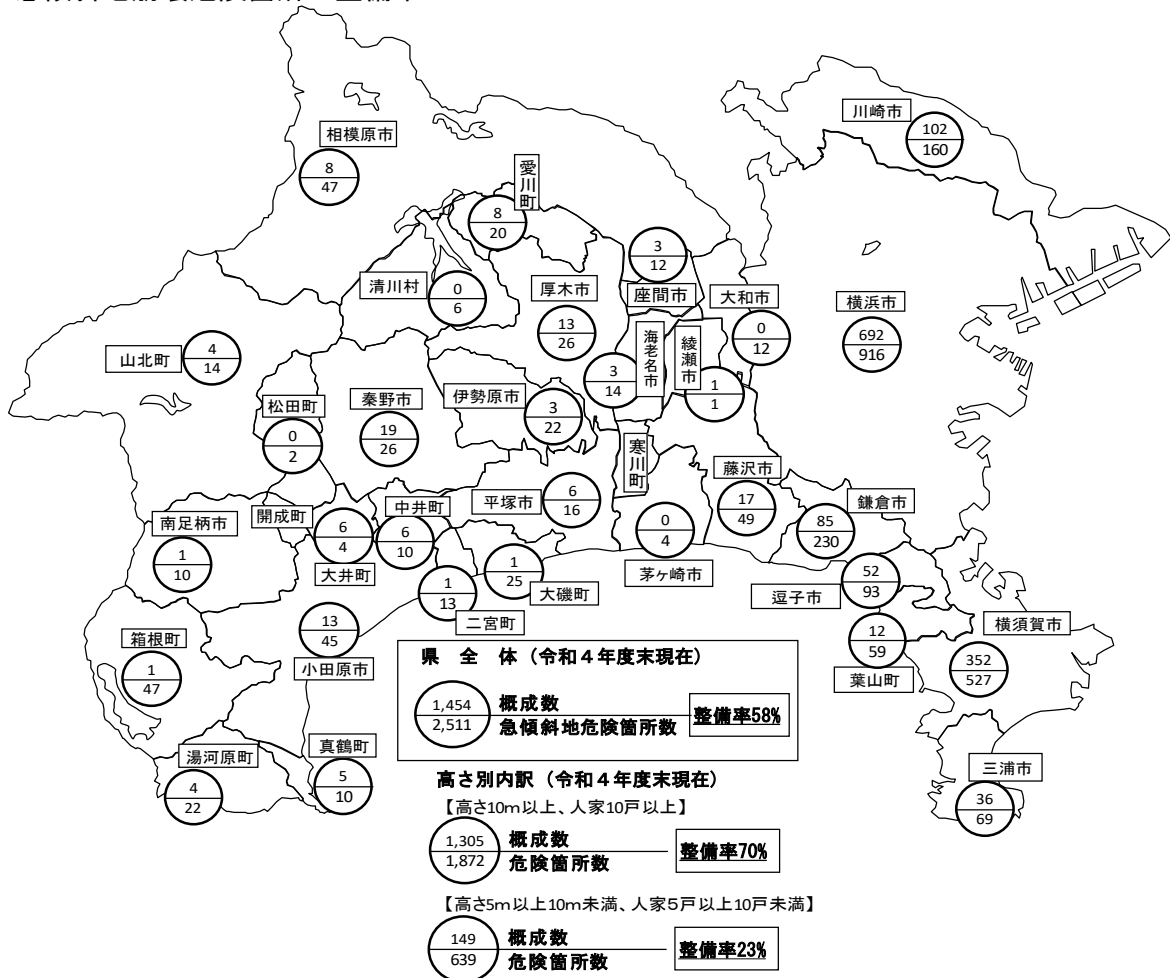 川崎市
102
160
相模原市
8
47
愛川町
8
20
3
12
座間市
清川村
0
6
厚木市
13
26
大和市
0
12
横浜市
692
916
海老名市
3
14
綾瀬市
1
1
山北町
4
14
松田町
0
2
秦野市
19
26
伊勢原市
3
22
寒川町
藤沢市
17
49
鎌倉市
85
230
平塚市
6
16
0
4
茅ヶ崎市
南足柄市
1
10
開成町
6
4
大井町
中井町
6
10
1
13
二宮町
1
25
大磯町
52
93
逗子市
12
59
葉山町
横須賀市
352
527
箱根町
1
47
13
45
小田原市
湯河原町
4
22
真鶴町
5
10
三浦市
36
69
県 全 体 (令和4年度末現在)
1,454 概成数
2,511 急傾斜地危険箇所数
整備率58%
高さ別内訳 (令和4年度末現在)
【高さ10m以上、人家10戸以上】
1,305 概成数
1,872 危険箇所数
整備率70%
【高さ5m以上10m未満、人家5戸以上10戸未満】
149 概成数
639 危険箇所数
整備率23%